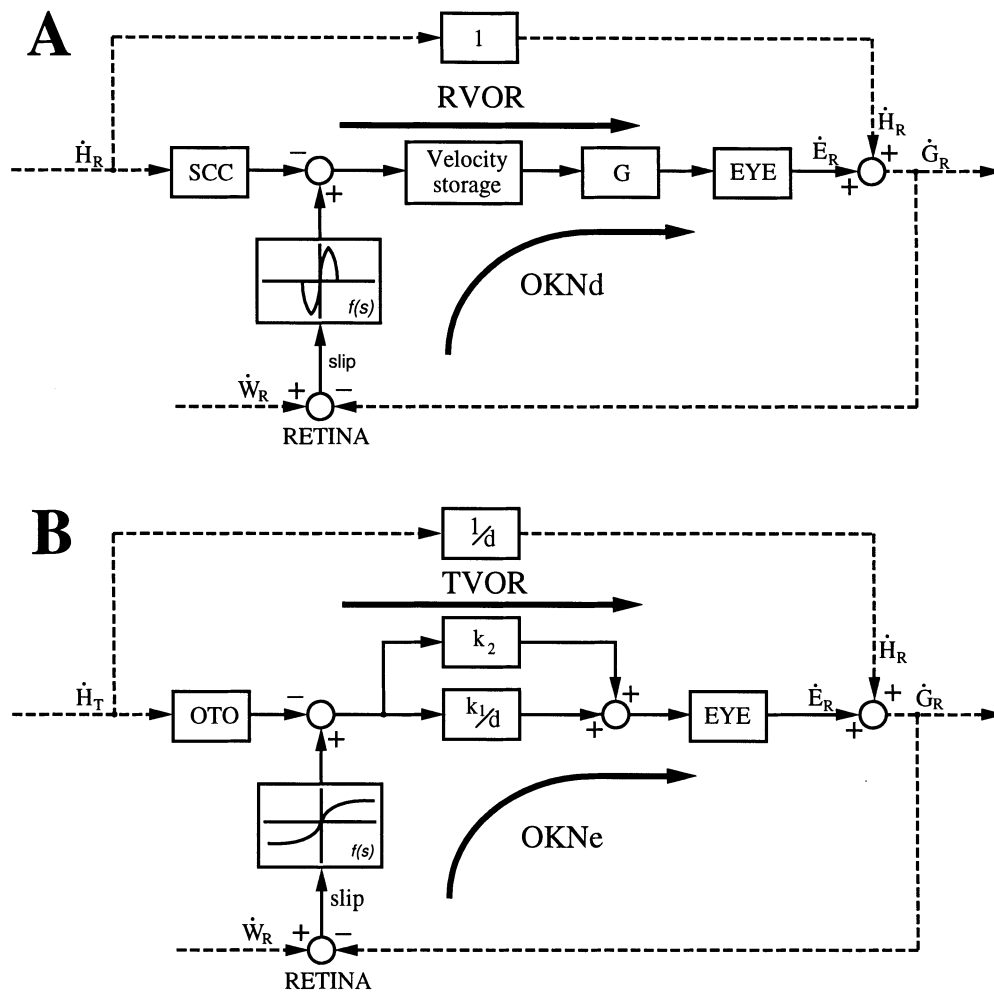 A
1
RVOR
Ḣ_R
Ḣ_R
SCC
−
+
Velocity
storage
G
EYE
Ė_R
+
+
Ġ_R
f(s)
OKNd
slip
Ẇ_R
+
−
RETINA
B
1/d
TVOR
k_2
Ḣ_R
Ḣ_T
OTO
−
+
k_1/d
+
+
EYE
Ė_R
+
+
Ġ_R
f(s)
OKNe
slip
Ẇ_R
+
−
RETINA